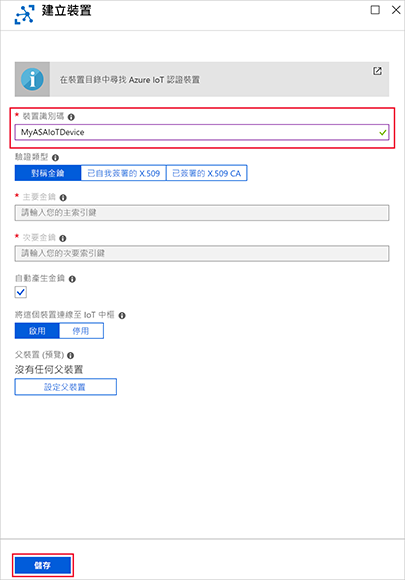 建立裝置
在裝置目錄中尋找 Azure IoT 認證裝置
* 裝置識別碼
MyASAIoTDevice
驗證類型
對稱金鑰 已自我簽署的 X.509 已簽署的 X.509 CA
* 主要金鑰
請輸入您的主索引鍵
* 次要金鑰
請輸入您的次要索引鍵
自動產生金鑰
將這個裝置連線至 IoT 中樞
啟用 停用
父裝置 (預覽)
沒有任何父裝置
設定父裝置
儲存